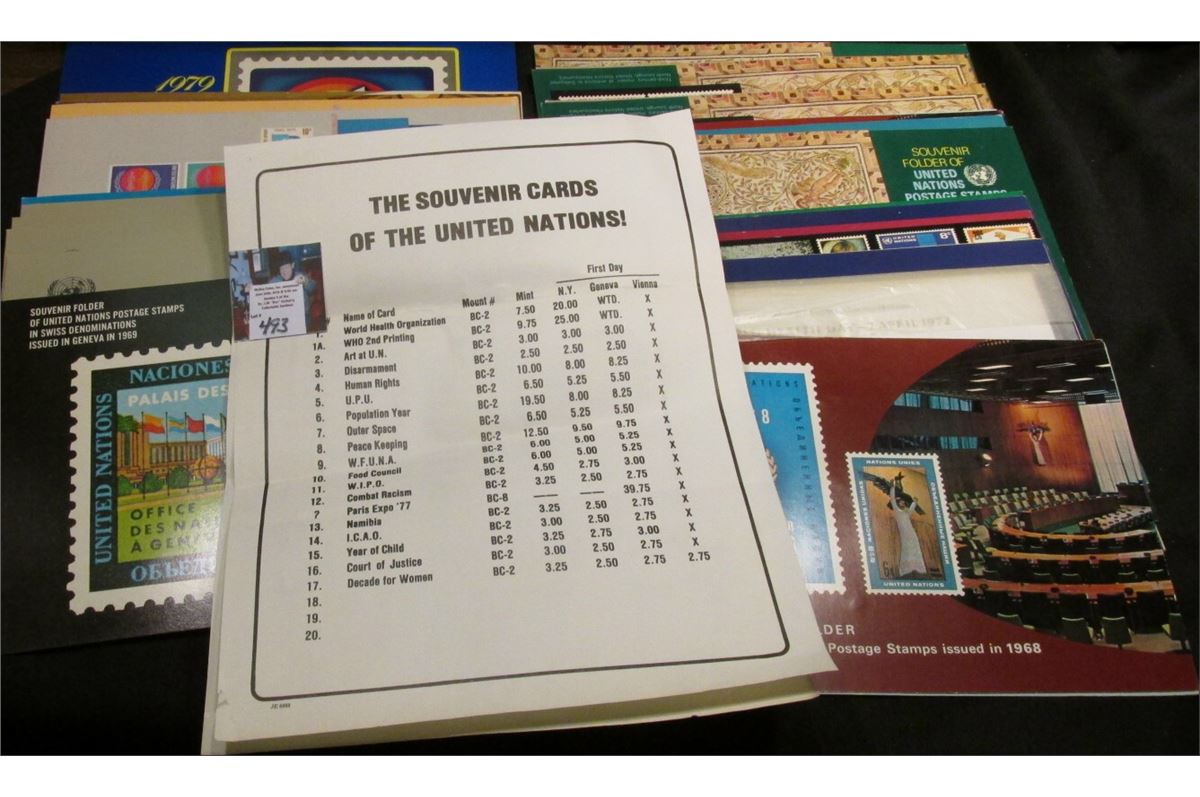 1979
SOUVENIR
FOLDER OF
UNITED
NATIONS
POSTAGE STAMPS
UNITED NATIONS 8c
2 APRIL 1972
SOUVENIR FOLDER
OF UNITED NATIONS POSTAGE STAMPS
IN SWISS DENOMINATIONS
ISSUED IN GENEVA IN 1969
NACIONES
PALAIS DES
UNITED NATIONS
OFFICE
DES NA
À GENÈ
ОБЪЕД
493
THE SOUVENIR CARDS
OF THE UNITED NATIONS!
First Day
# Name of Card Mount # Mint N.Y. Geneva Vienna
1. World Health Organization BC-2 7.50 20.00 WTD. X
1A. WHO 2nd Printing BC-2 9.75 25.00 WTD. X
2. Art at U.N. BC-2 3.00 3.00 3.00 X
3. Disarmament BC-2 2.50 2.50 2.50 X
4. Human Rights BC-2 10.00 8.00 8.25 X
5. U.P.U. BC-2 6.50 5.25 5.50 X
6. Population Year BC-2 19.50 8.00 8.25 X
7. Outer Space BC-2 6.50 5.25 5.50 X
8. Peace Keeping BC-2 12.50 9.50 9.75 X
9. W.F.U.N.A. BC-2 6.00 5.00 5.25 X
10. Food Council BC-2 6.00 5.00 5.25 X
11. W.I.P.O. BC-2 4.50 2.75 3.00 X
12. Combat Racism BC-2 3.25 2.50 2.75 X
? Paris Expo '77 BC-8 — — 39.75 X
13. Namibia BC-2 3.25 2.50 2.75 X
14. I.C.A.O. BC-2 3.00 2.50 2.75 X
15. Year of Child BC-2 3.25 2.75 3.00 X
16. Court of Justice BC-2 3.00 2.50 2.75 X
17. Decade for Women BC-2 3.25 2.50 2.75 2.75
18.
19.
20.
NATIONS UNIES
NACIONES UNIDAS
UNITED NATIONS
6c
LDER
Postage Stamps issued in 1968